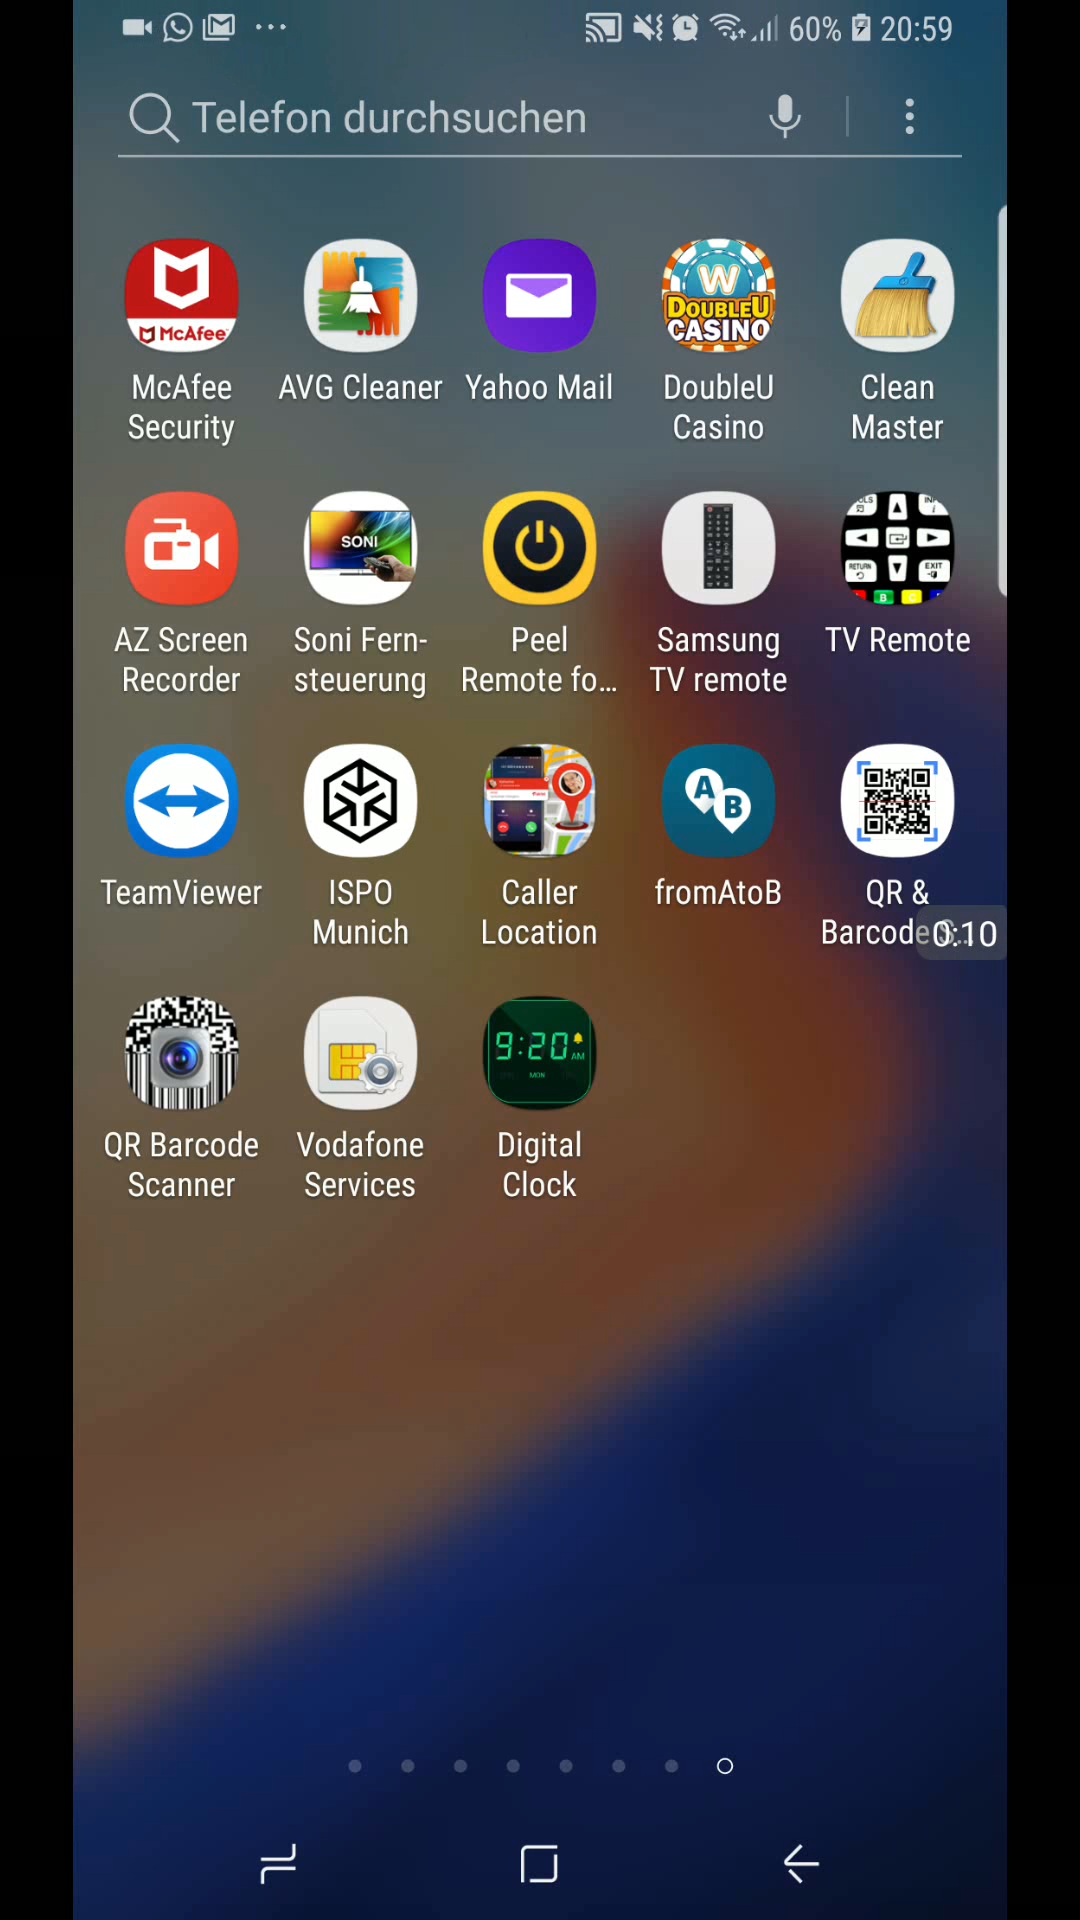 60% 20:59
Telefon durchsuchen
McAfee
W
DOUBLEU
CASINO
McAfee Security
AVG Cleaner
Yahoo Mail
DoubleU Casino
Clean Master
SONI
RETURN
EXIT
B
C
AZ Screen Recorder
Soni Fern-
steuerung
Peel Remote fo...
Samsung TV remote
TV Remote
A
B
TeamViewer
ISPO Munich
Caller Location
fromAtoB
QR & Barcode S...
0:10
9:20 AM
MON
QR Barcode Scanner
Vodafone Services
Digital Clock